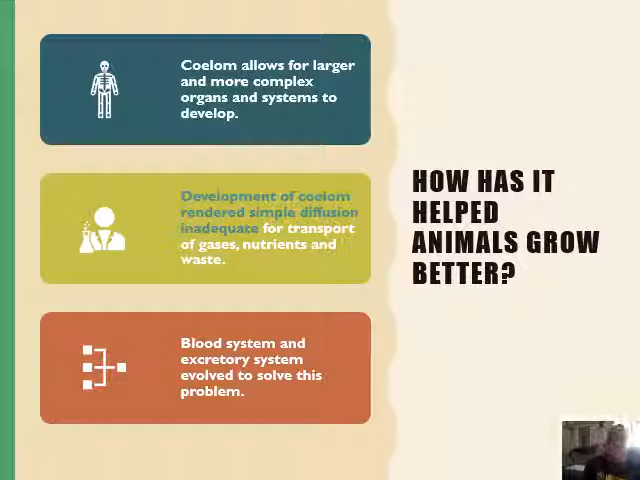 Coelom allows for larger
and more complex
organs and systems to
develop.
Development of coelom
rendered simple diffusion
inadequate for transport
of gases, nutrients and
waste.
Blood system and
excretory system
evolved to solve this
problem.
HOW HAS IT
HELPED
ANIMALS GROW
BETTER?